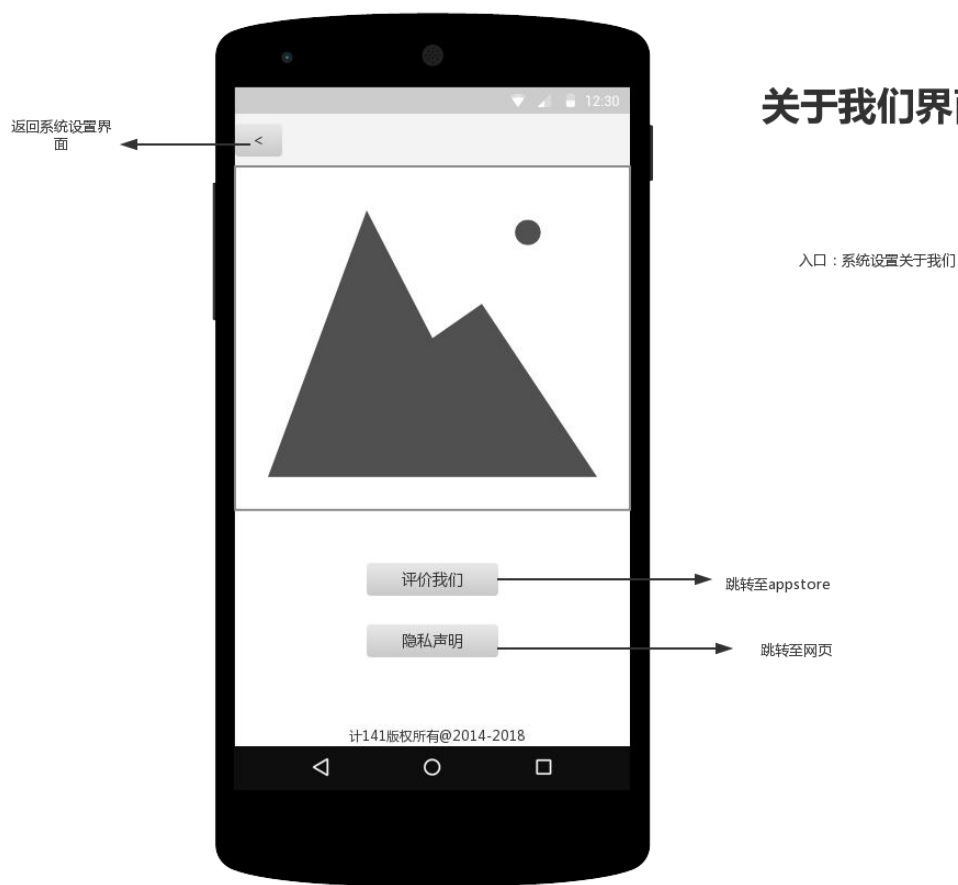 12:30
关于我们界
返回系统设置界
面
<
入口：系统设置关于我们
评价我们
跳转至appstore
隐私声明
跳转至网页
计141版权所有@2014-2018